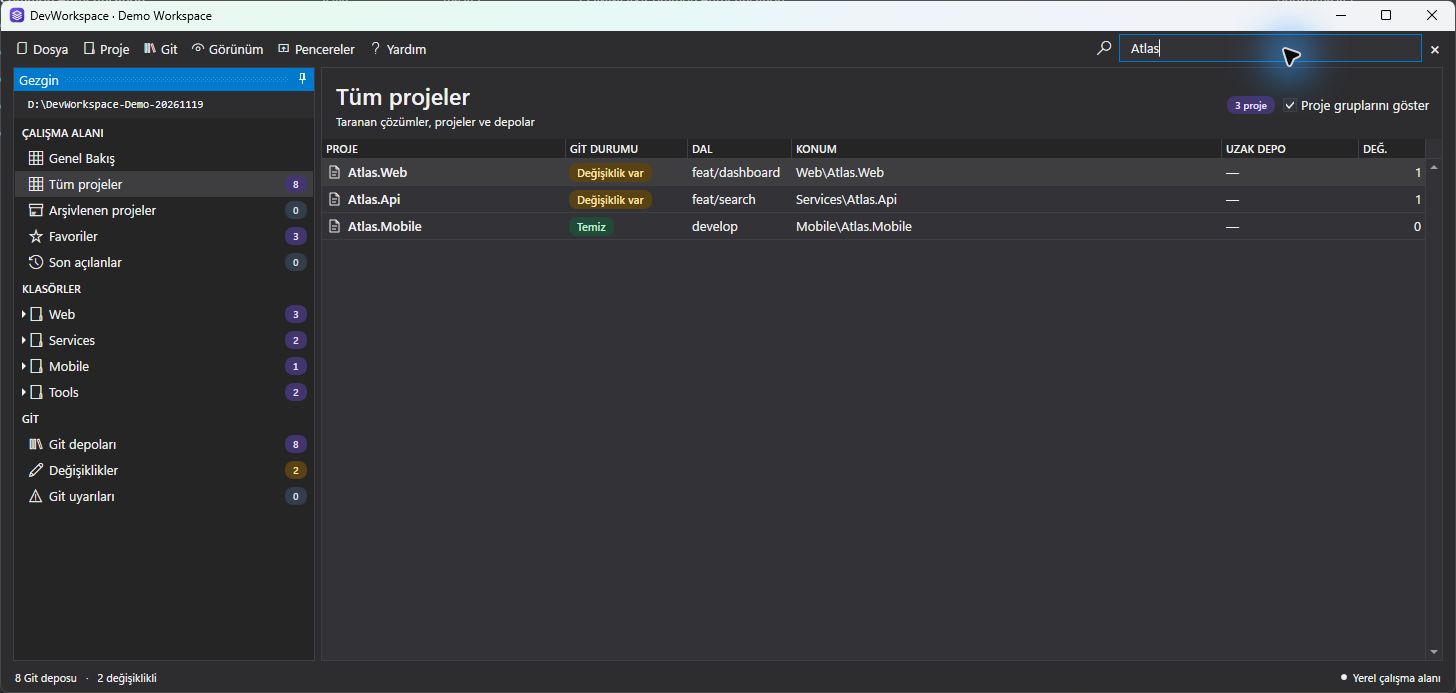 DevWorkspace · Demo Workspace
Dosya Proje Git Görünüm Pencereler ? Yardım
Atlas
Gezgin
D:\DevWorkspace-Demo-20261119
ÇALIŞMA ALANI
Genel Bakış
Tüm projeler 8
Arşivlenen projeler 0
Favoriler 3
Son açılanlar 0
KLASÖRLER
Web 3
Services 2
Mobile 1
Tools 2
GİT
Git depoları 8
Değişiklikler 2
Git uyarıları 0
Tüm projeler
Taranan çözümler, projeler ve depolar
3 proje Proje gruplarını göster
PROJE GİT DURUMU DAL KONUM UZAK DEPO DEĞ.
Atlas.Web Değişiklik var feat/dashboard Web\Atlas.Web — 1
Atlas.Api Değişiklik var feat/search Services\Atlas.Api — 1
Atlas.Mobile Temiz develop Mobile\Atlas.Mobile — 0
8 Git deposu · 2 değişiklikli
Yerel çalışma alanı